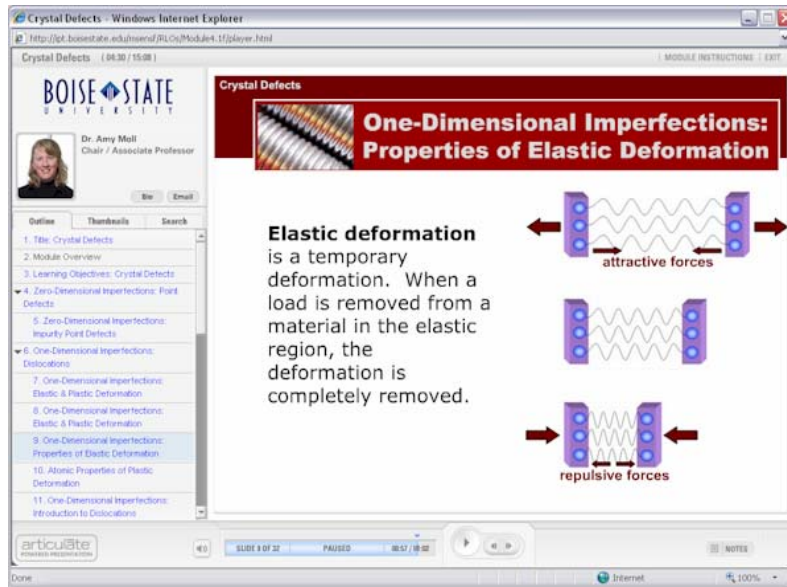 Crystal Defects - Windows Internet Explorer
Crystal Defects
MODULE INSTRUCTIONS | EXIT
BOISE STATE
UNIVERSITY
Dr. Amy Moll
Chair / Associate Professor
Bio
Email
Outline
Thumbnails
Search
1. Title: Crystal Defects
2. Module Overview
3. Learning Objectives: Crystal Defects
4. Zero-Dimensional Imperfections: Point
Defects
5. Zero-Dimensional Imperfections:
Impurity Point Defects
6. One-Dimensional Imperfections:
Dislocations
7. One-Dimensional Imperfections:
Elastic & Plastic Deformation
8. One-Dimensional Imperfections:
Elastic & Plastic Deformation
9. One-Dimensional Imperfections:
Properties of Elastic Deformation
10. Atomic Properties of Plastic
Deformation
11. One-Dimensional Imperfections:
Introduction to Dislocations
Crystal Defects
One-Dimensional Imperfections:
Properties of Elastic Deformation
Elastic deformation
is a temporary
deformation. When a
load is removed from a
material in the elastic
region, the
deformation is
completely removed.
attractive forces
repulsive forces
articulate
POWERED PRESENTATION
PAUSED
NOTES
Done
Internet
100%